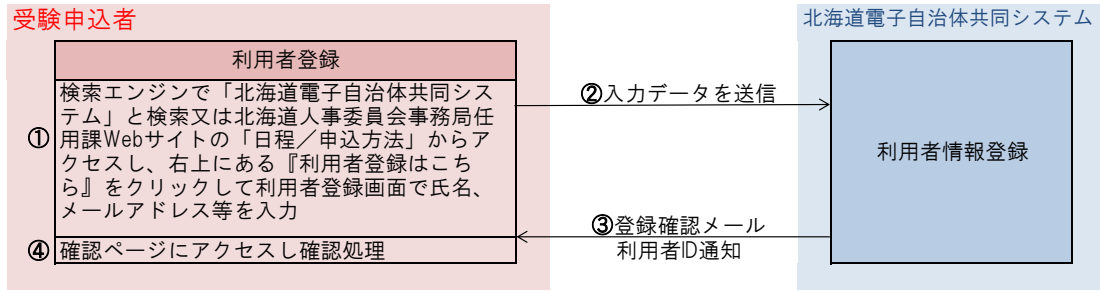 受験申込者
利用者登録
①
検索エンジンで「北海道電子自治体共同シス
テム」と検索又は北海道人事委員会事務局任
用課Webサイトの「日程／申込方法」からア
クセスし、右上にある『利用者登録はこち
ら』をクリックして利用者登録画面で氏名、
メールアドレス等を入力
④
確認ページにアクセスし確認処理
②入力データを送信
③登録確認メール
利用者ID通知
北海道電子自治体共同システム
利用者情報登録